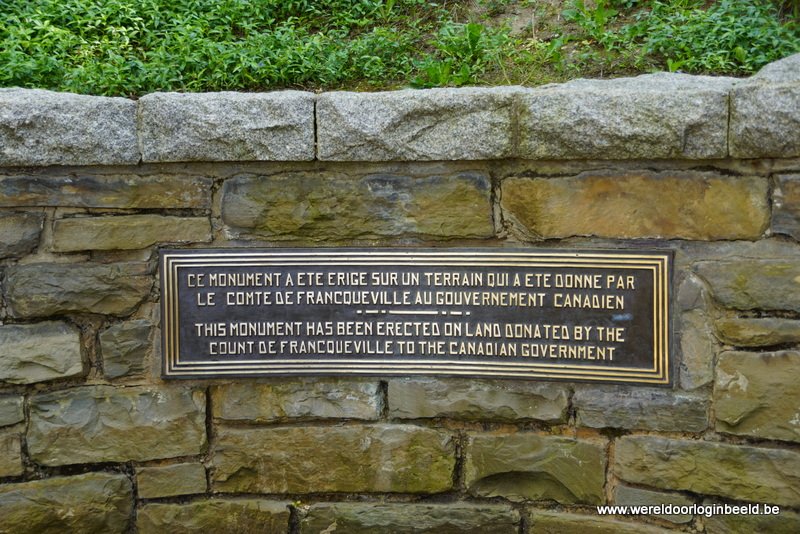 CE MONUMENT A ETE ERIGE SUR UN TERRAIN QUI A ETE DONNE PAR
LE COMTE DE FRANCQUEVILLE AU GOUVERNEMENT CANADIEN
THIS MONUMENT HAS BEEN ERECTED ON LAND DONATED BY THE
COUNT DE FRANCQUEVILLE TO THE CANADIAN GOVERNMENT
www.wereldoorloginbeeld.be